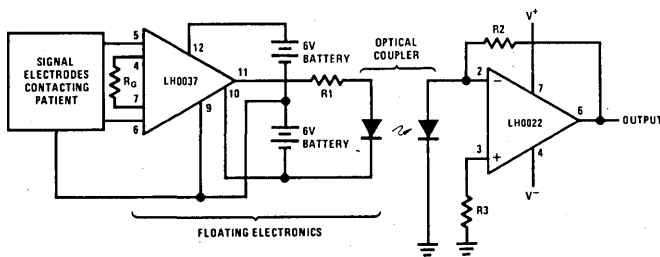 SIGNAL
ELECTRODES
CONTACTING
PATIENT
5
4
RG
7
6
12
LH0037
11
10
9
6V
BATTERY
6V
BATTERY
R1
OPTICAL
COUPLER
FLOATING ELECTRONICS
R2
V+
2
−
7
LH0022
6
OUTPUT
3
+
4
V−
R3